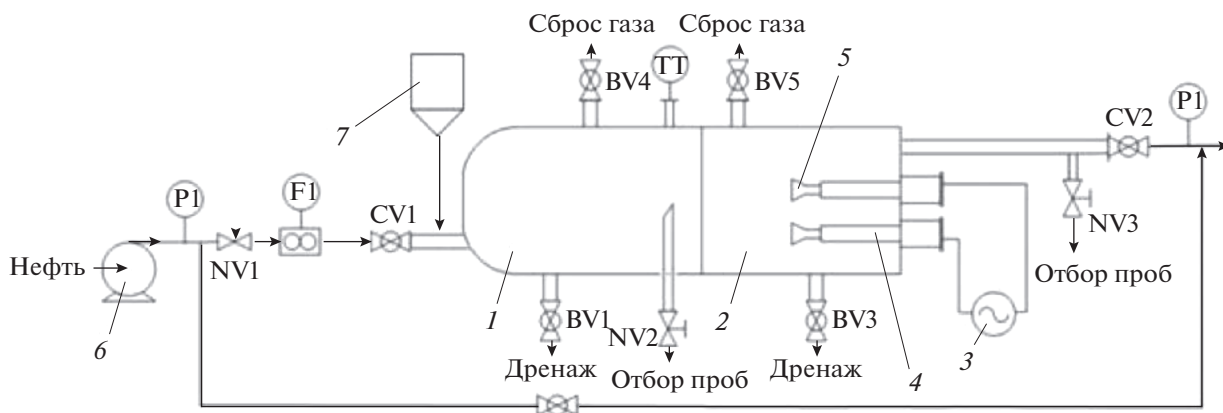 Сброс газа
Сброс газа
TT
5
BV4
BV5
7
P1
CV2
P1
F1
CV1
NV3
Нефть
NV1
Отбор проб
1
BV1
NV2
2
BV3
3
6
4
Дренаж
Отбор проб
Дренаж